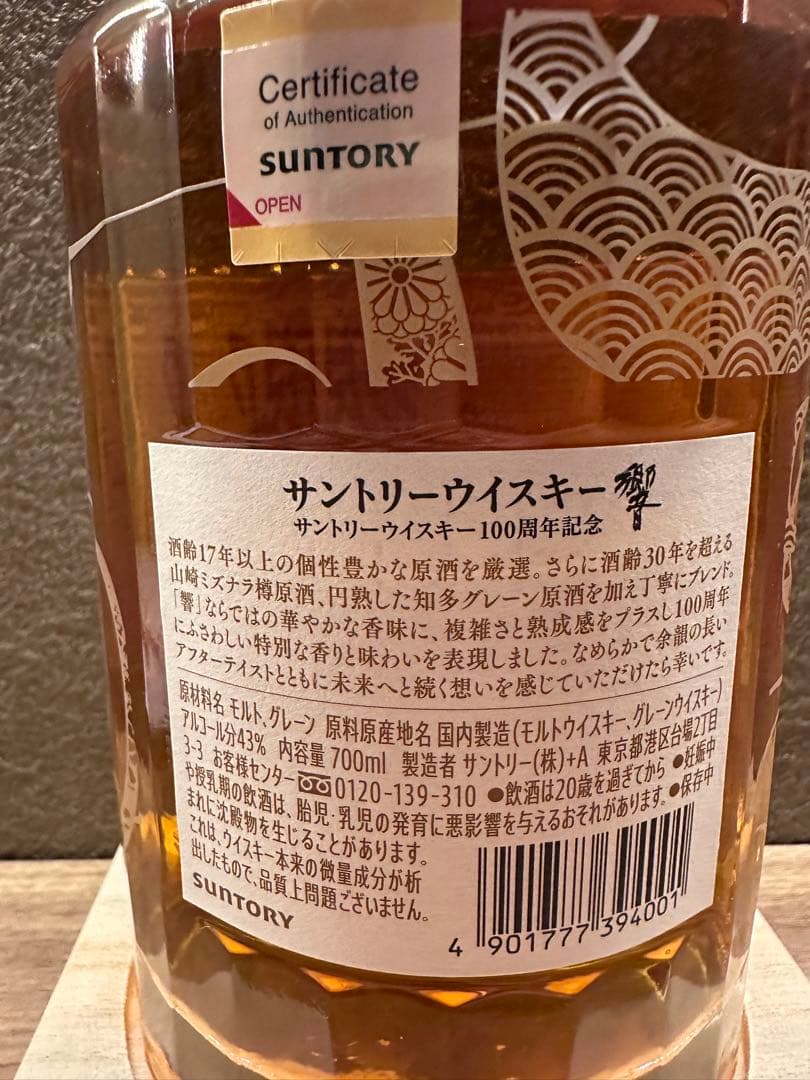 Certificate
of Authentication
SUNTORY
OPEN
サントリーウイスキー響
サントリーウイスキー100周年記念
酒齢17年以上の個性豊かな原酒を厳選。さらに酒齢30年を超える
山崎ミズナラ樽原酒、円熟した知多グレーン原酒を加え丁寧にブレンド。
「響」ならではの華やかな香味に、複雑さと熟成感をプラスし100周年
にふさわしい特別な香りと味わいを表現しました。なめらかで余韻の長い
アフターテイストとともに未来へと続く想いを感じていただけたら幸いです。
原材料名 モルト、グレーン 原料原産地名 国内製造(モルトウイスキー、グレーンウイスキー)
アルコール分43% 内容量 700ml 製造者 サントリー(株)+A 東京都港区台場2丁目
3-3 お客様センター 0120-139-310 ●飲酒は20歳を過ぎてから ●妊娠中
や授乳期の飲酒は、胎児・乳児の発育に悪影響を与えるおそれがあります。●保存中
まれに沈殿物を生じることがあります。
これは、ウイスキー本来の微量成分が析
出したもので、品質上問題ございません。
SUNTORY
4 901777 394001